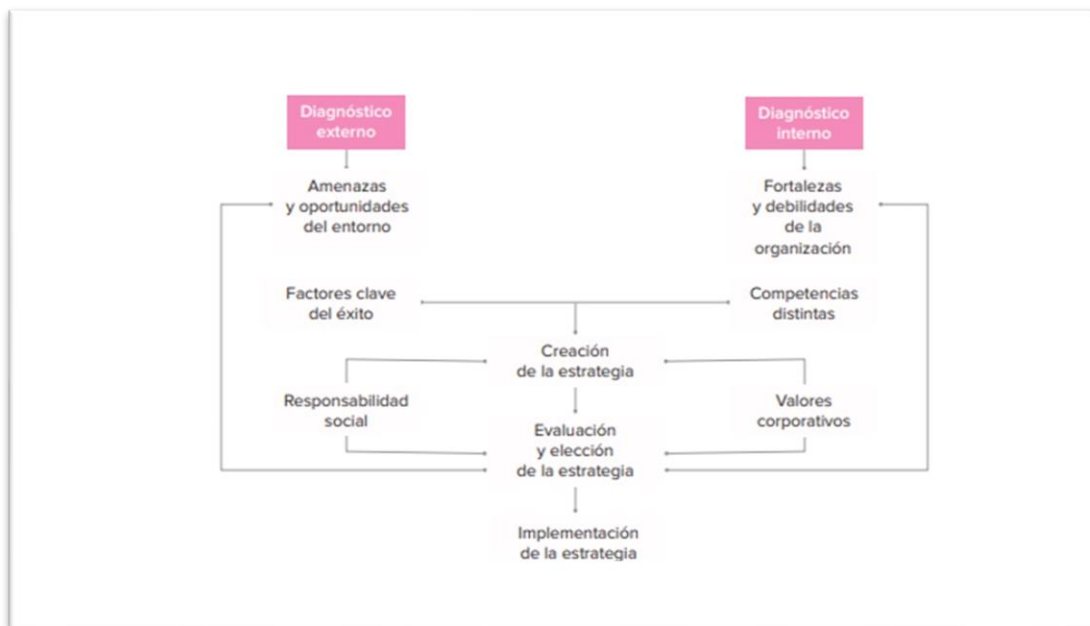 Diagnóstico
externo
Diagnóstico
interno
Amenazas
y oportunidades
del entorno
Fortalezas
y debilidades
de la
organización
Factores clave
del éxito
Competencias
distintas
Creación
de la estrategia
Responsabilidad
social
Valores
corporativos
Evaluación
y elección
de la estrategia
Implementación
de la estrategia